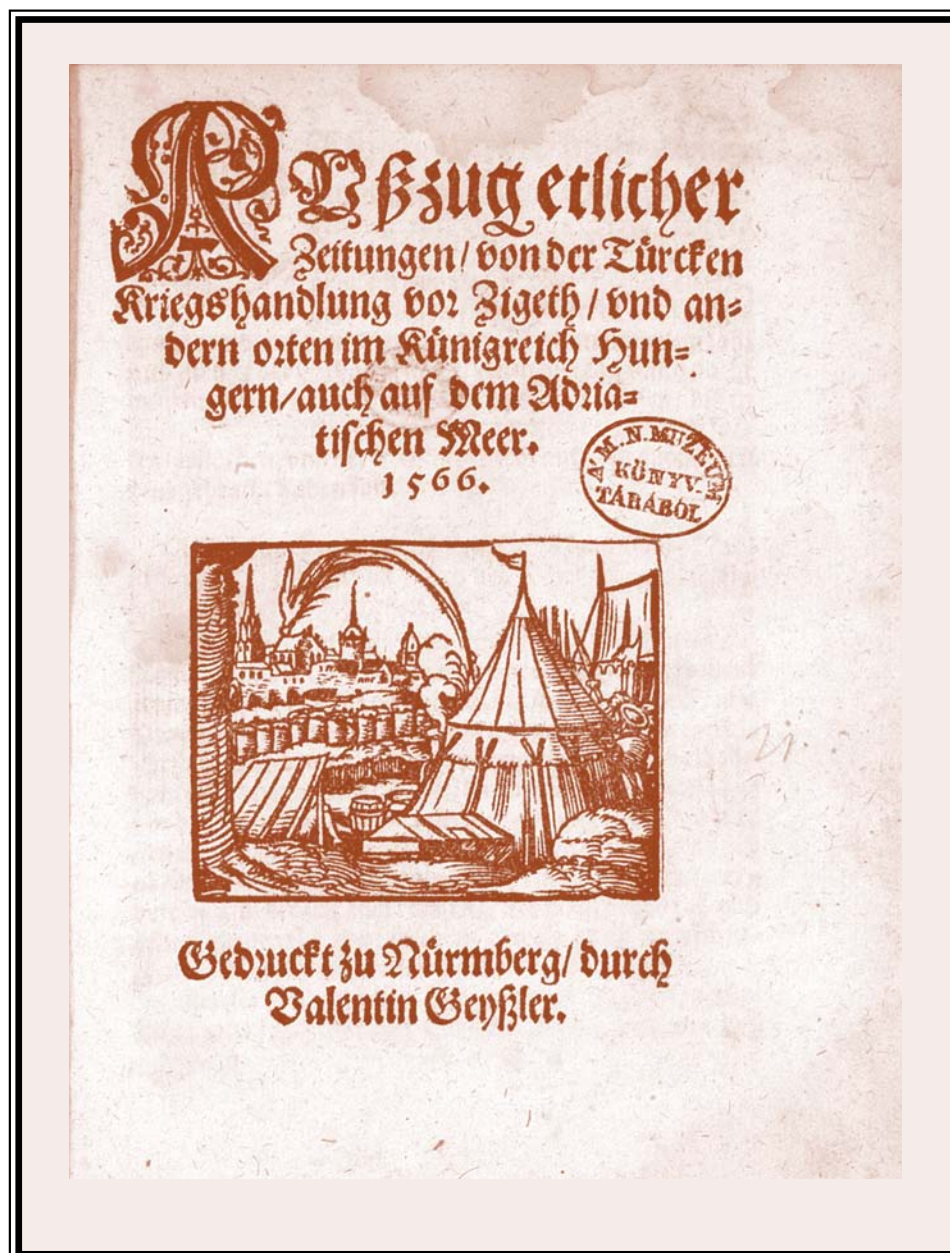 AUßzug etlicher
Zeitungen/ von der Türcken
Kriegshandlung vor Zigeth/ vnd an=
dern orten im Künigreich Hun=
gern/ auch auf dem Adria=
tischen Meer.
1566.
A. M. N. MUZEUM
KÖNYV.
TÁRÁBÓL
Gedruckt zu Nürmberg/ durch
Valentin Geyßler.